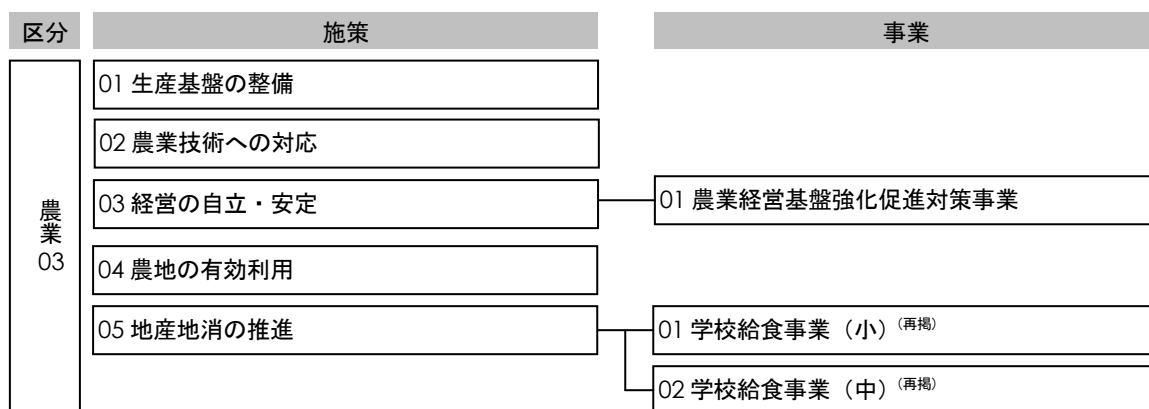 区分 施策 事業
農業 03
01 生産基盤の整備
02 農業技術への対応
03 経営の自立・安定
01 農業経営基盤強化促進対策事業
04 農地の有効利用
05 地産地消の推進
01 学校給食事業（小）（再掲）
02 学校給食事業（中）（再掲）